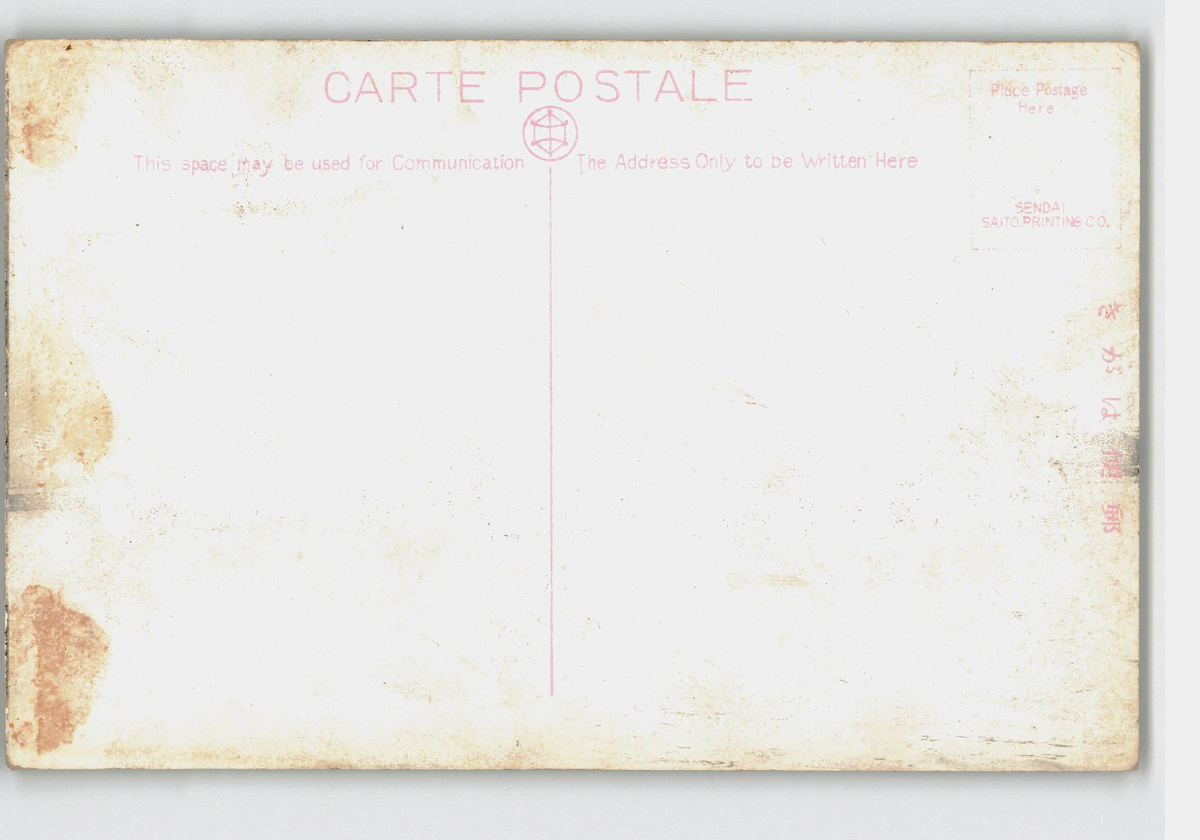 CARTE POSTALE
This space may be used for Communication
The Address Only to be Written Here
Place Postage
Here
SENDAI
SAITO.PRINTING CO.
きがは便郵